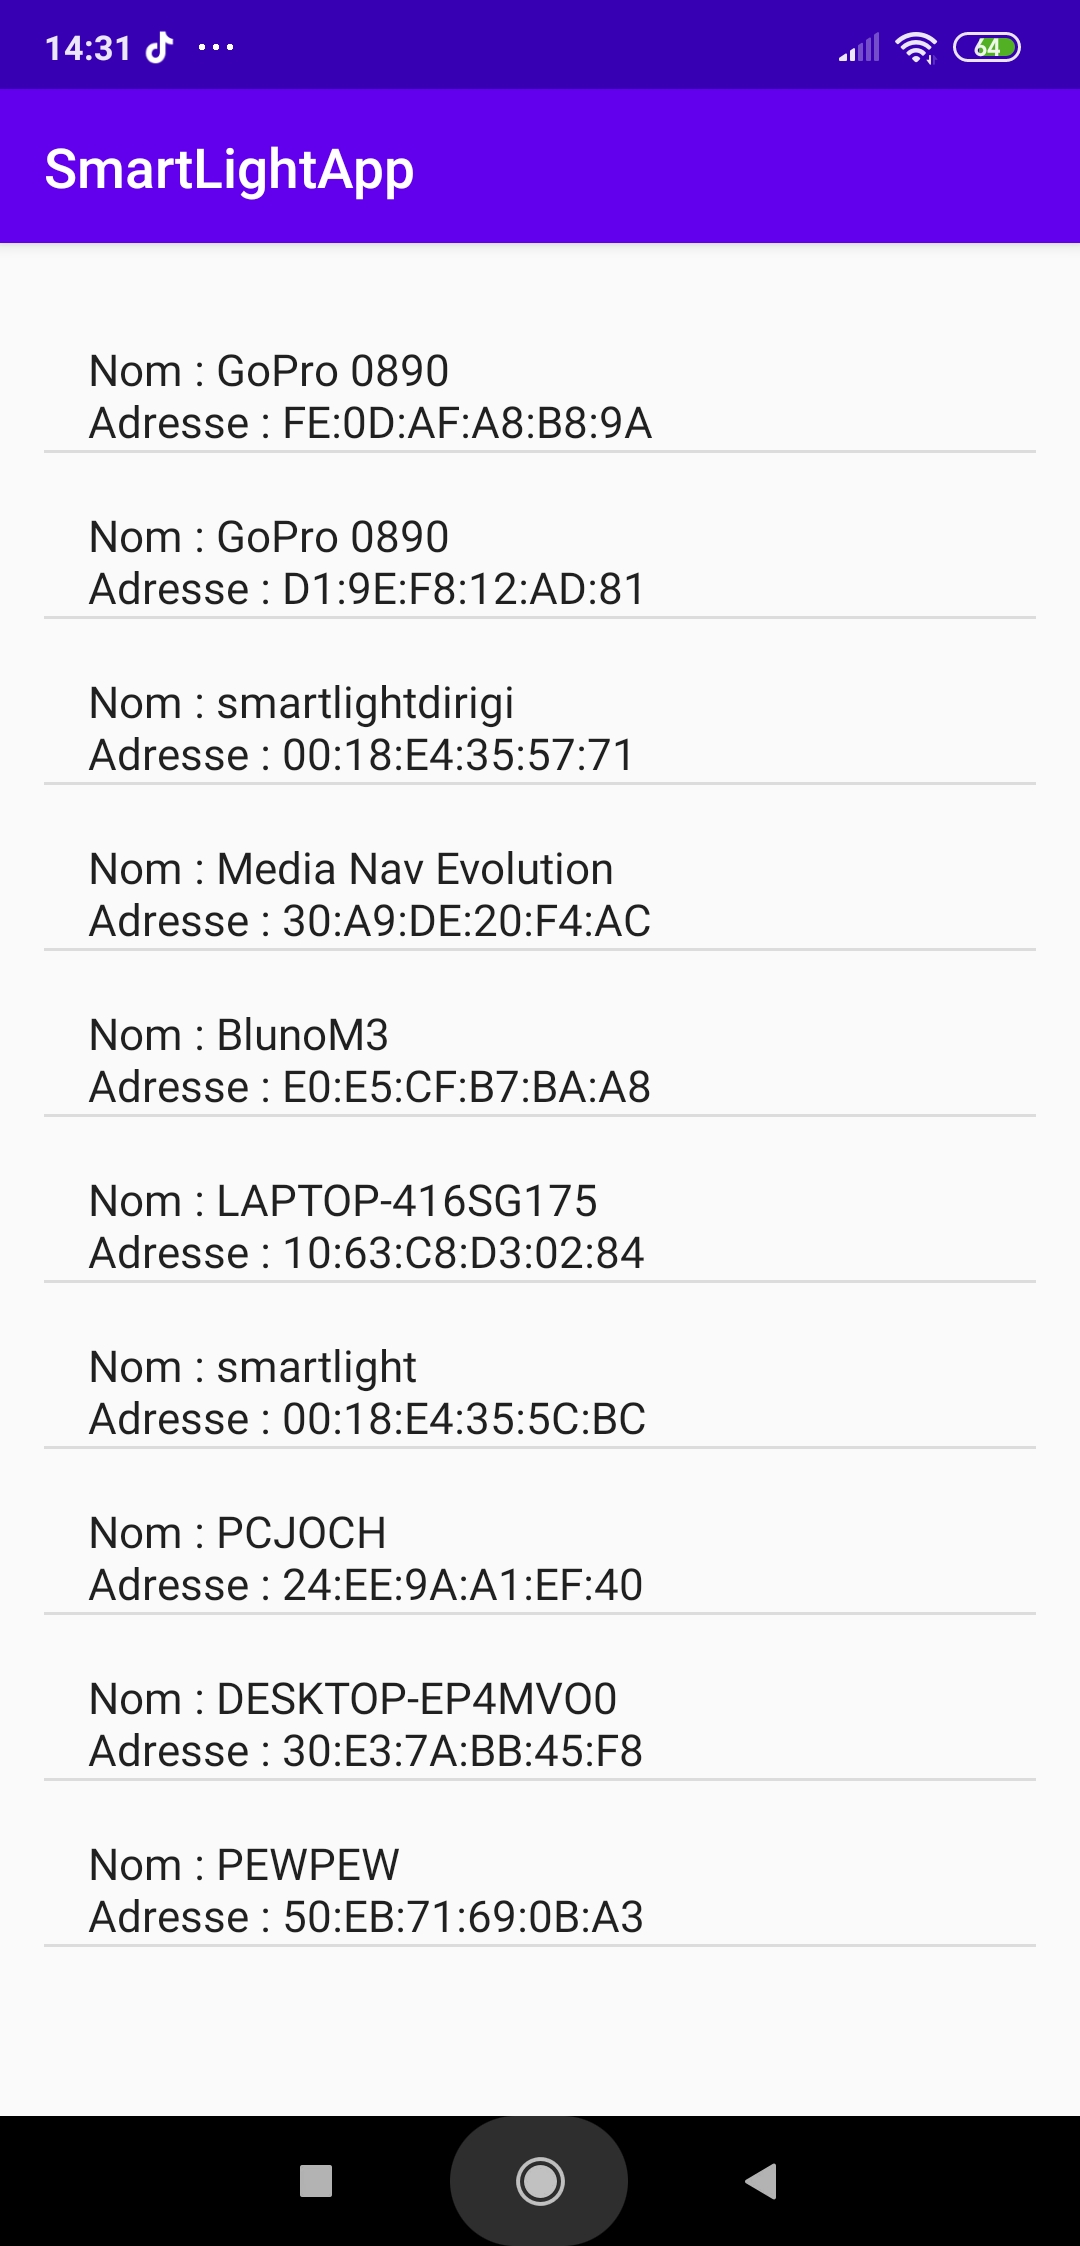 14:31
64
SmartLightApp
Nom : GoPro 0890
Adresse : FE:0D:AF:A8:B8:9A
Nom : GoPro 0890
Adresse : D1:9E:F8:12:AD:81
Nom : smartlightdirigi
Adresse : 00:18:E4:35:57:71
Nom : Media Nav Evolution
Adresse : 30:A9:DE:20:F4:AC
Nom : BlunoM3
Adresse : E0:E5:CF:B7:BA:A8
Nom : LAPTOP-416SG175
Adresse : 10:63:C8:D3:02:84
Nom : smartlight
Adresse : 00:18:E4:35:5C:BC
Nom : PCJOCH
Adresse : 24:EE:9A:A1:EF:40
Nom : DESKTOP-EP4MVO0
Adresse : 30:E3:7A:BB:45:F8
Nom : PEWPEW
Adresse : 50:EB:71:69:0B:A3